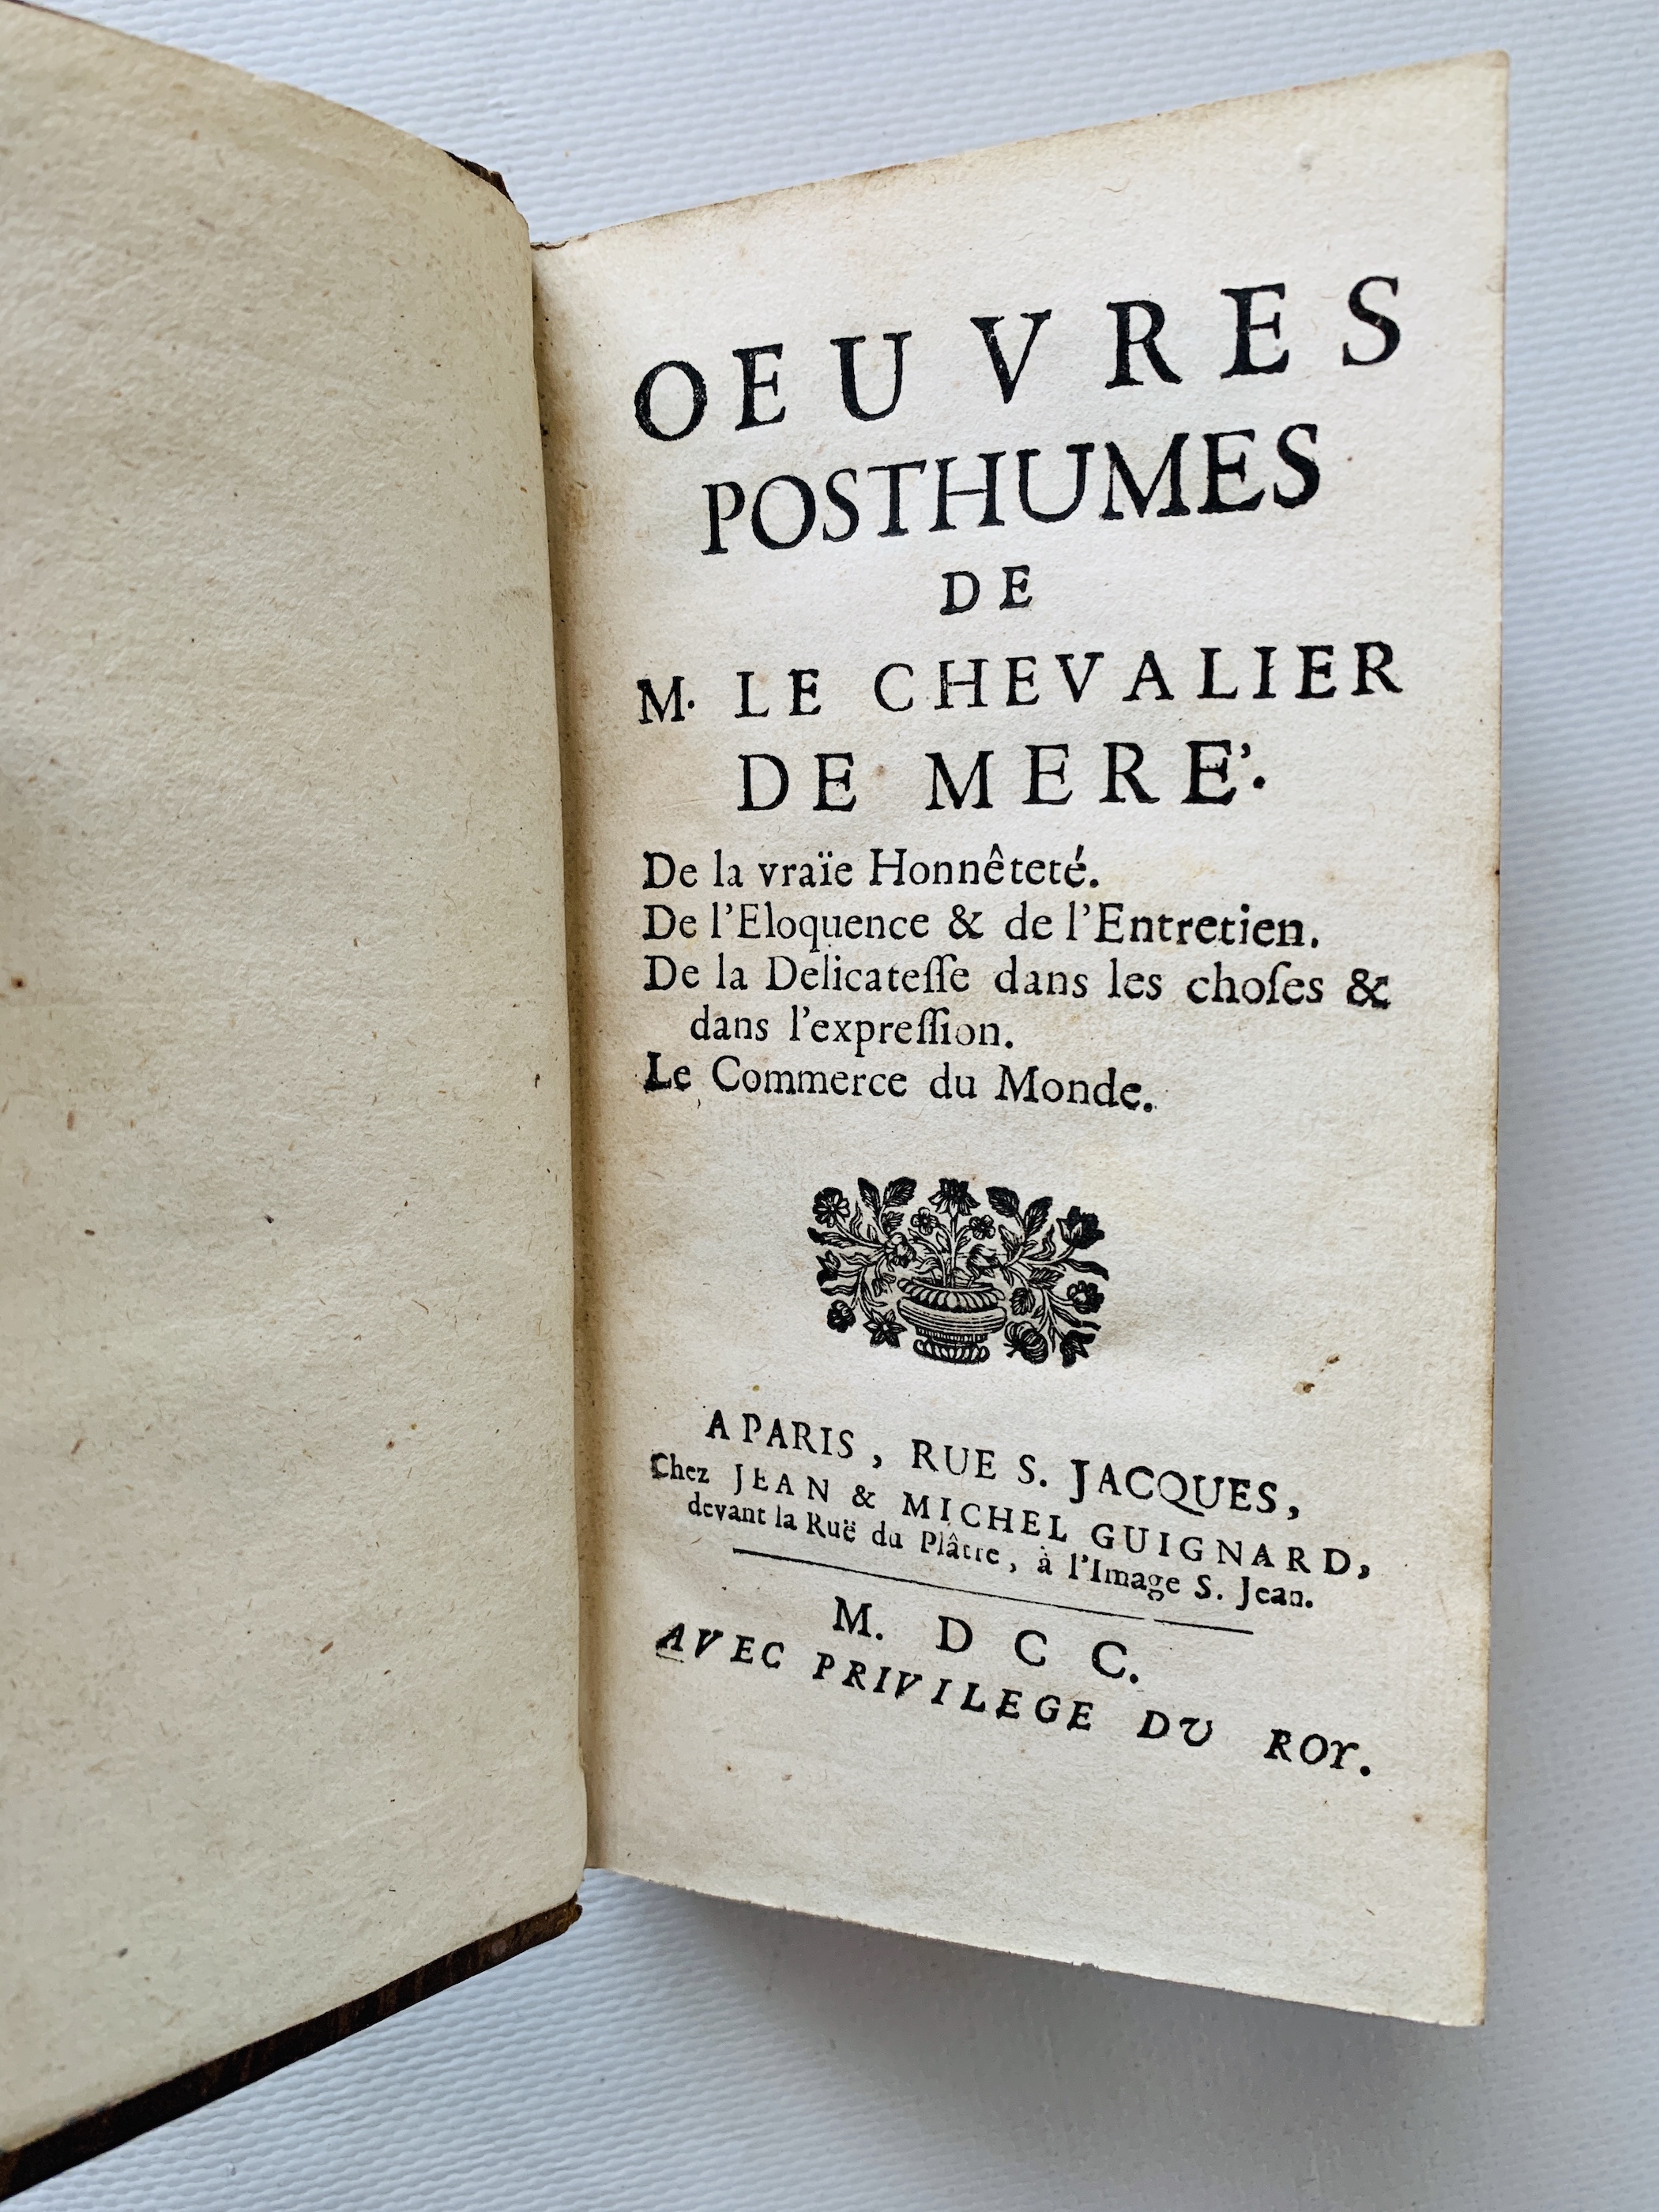 OEUVRES
POSTHUMES
DE
M. LE CHEVALIER
DE MERE'.
De la vraïe Honnêteté.
De l'Eloquence & de l'Entretien.
De la Delicateſſe dans les choſes &
dans l'expreſſion.
Le Commerce du Monde.
A PARIS, RUE S. JACQUES,
Chez JEAN & MICHEL GUIGNARD,
devant la Ruë du Plâtre, à l'Image S. Jean.
M. D C C.
AVEC PRIVILEGE DU ROY.